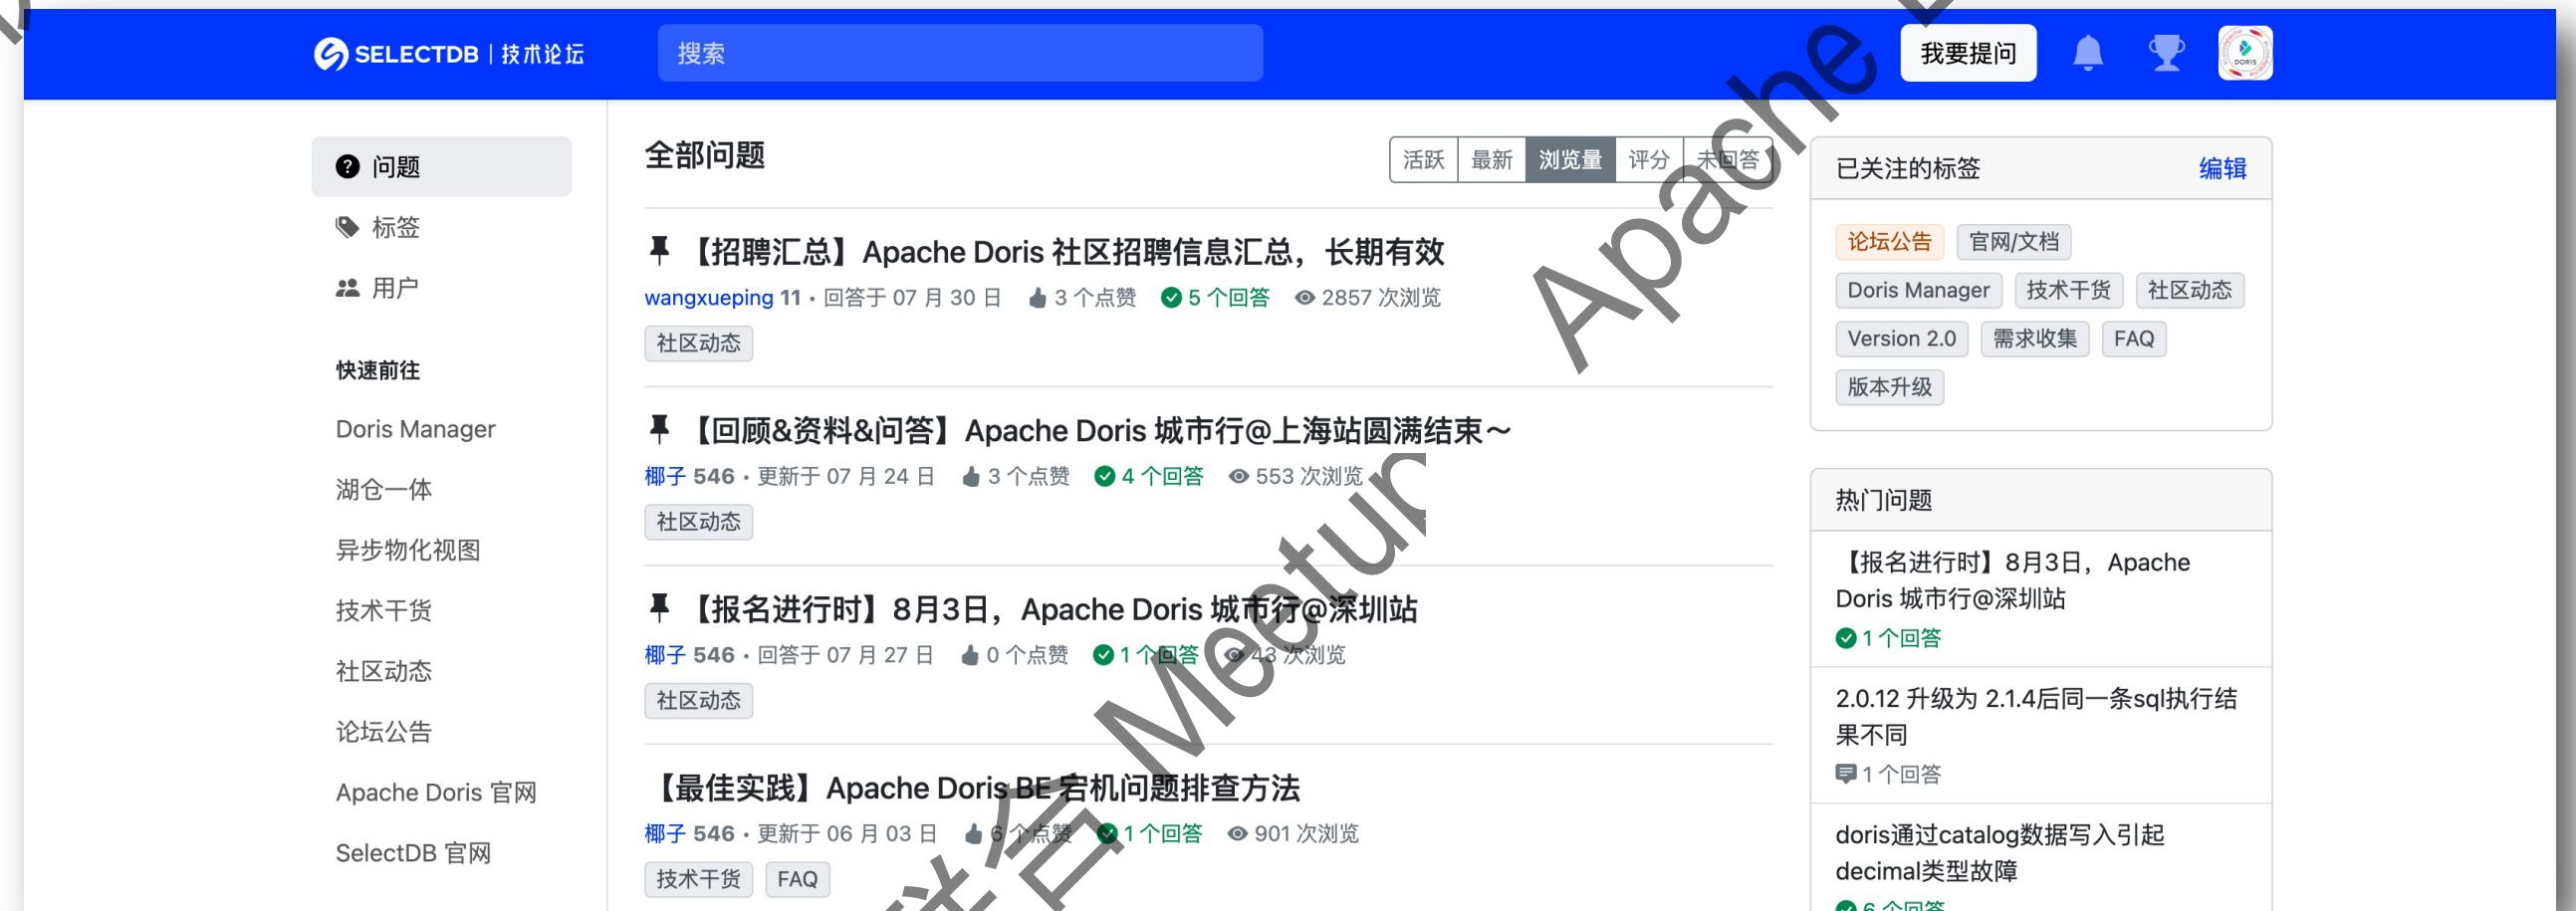 SELECTDB | 技术论坛
搜索
我要提问
DORIS
问题
标签
用户
快速前往
Doris Manager
湖仓一体
异步物化视图
技术干货
社区动态
论坛公告
Apache Doris 官网
SelectDB 官网
全部问题
活跃 最新 浏览量 评分 未回答
【招聘汇总】Apache Doris 社区招聘信息汇总，长期有效
wangxueping 11 · 回答于 07 月 30 日 3 个点赞 5 个回答 2857 次浏览
社区动态
【回顾&资料&问答】Apache Doris 城市行@上海站圆满结束～
椰子 546 · 更新于 07 月 24 日 3 个点赞 4 个回答 553 次浏览
社区动态
【报名进行时】8月3日，Apache Doris 城市行@深圳站
椰子 546 · 回答于 07 月 27 日 0 个点赞 1 个回答 43 次浏览
社区动态
【最佳实践】Apache Doris BE 宕机问题排查方法
椰子 546 · 更新于 06 月 03 日 6 个点赞 1 个回答 901 次浏览
技术干货 FAQ
已关注的标签 编辑
论坛公告 官网/文档
Doris Manager 技术干货 社区动态
Version 2.0 需求收集 FAQ
版本升级
热门问题
【报名进行时】8月3日，Apache
Doris 城市行@深圳站
1 个回答
2.0.12 升级为 2.1.4后同一条sql执行结
果不同
1 个回答
doris通过catalog数据写入引起
decimal类型故障
6 个回答
Apache
联合 Meetup